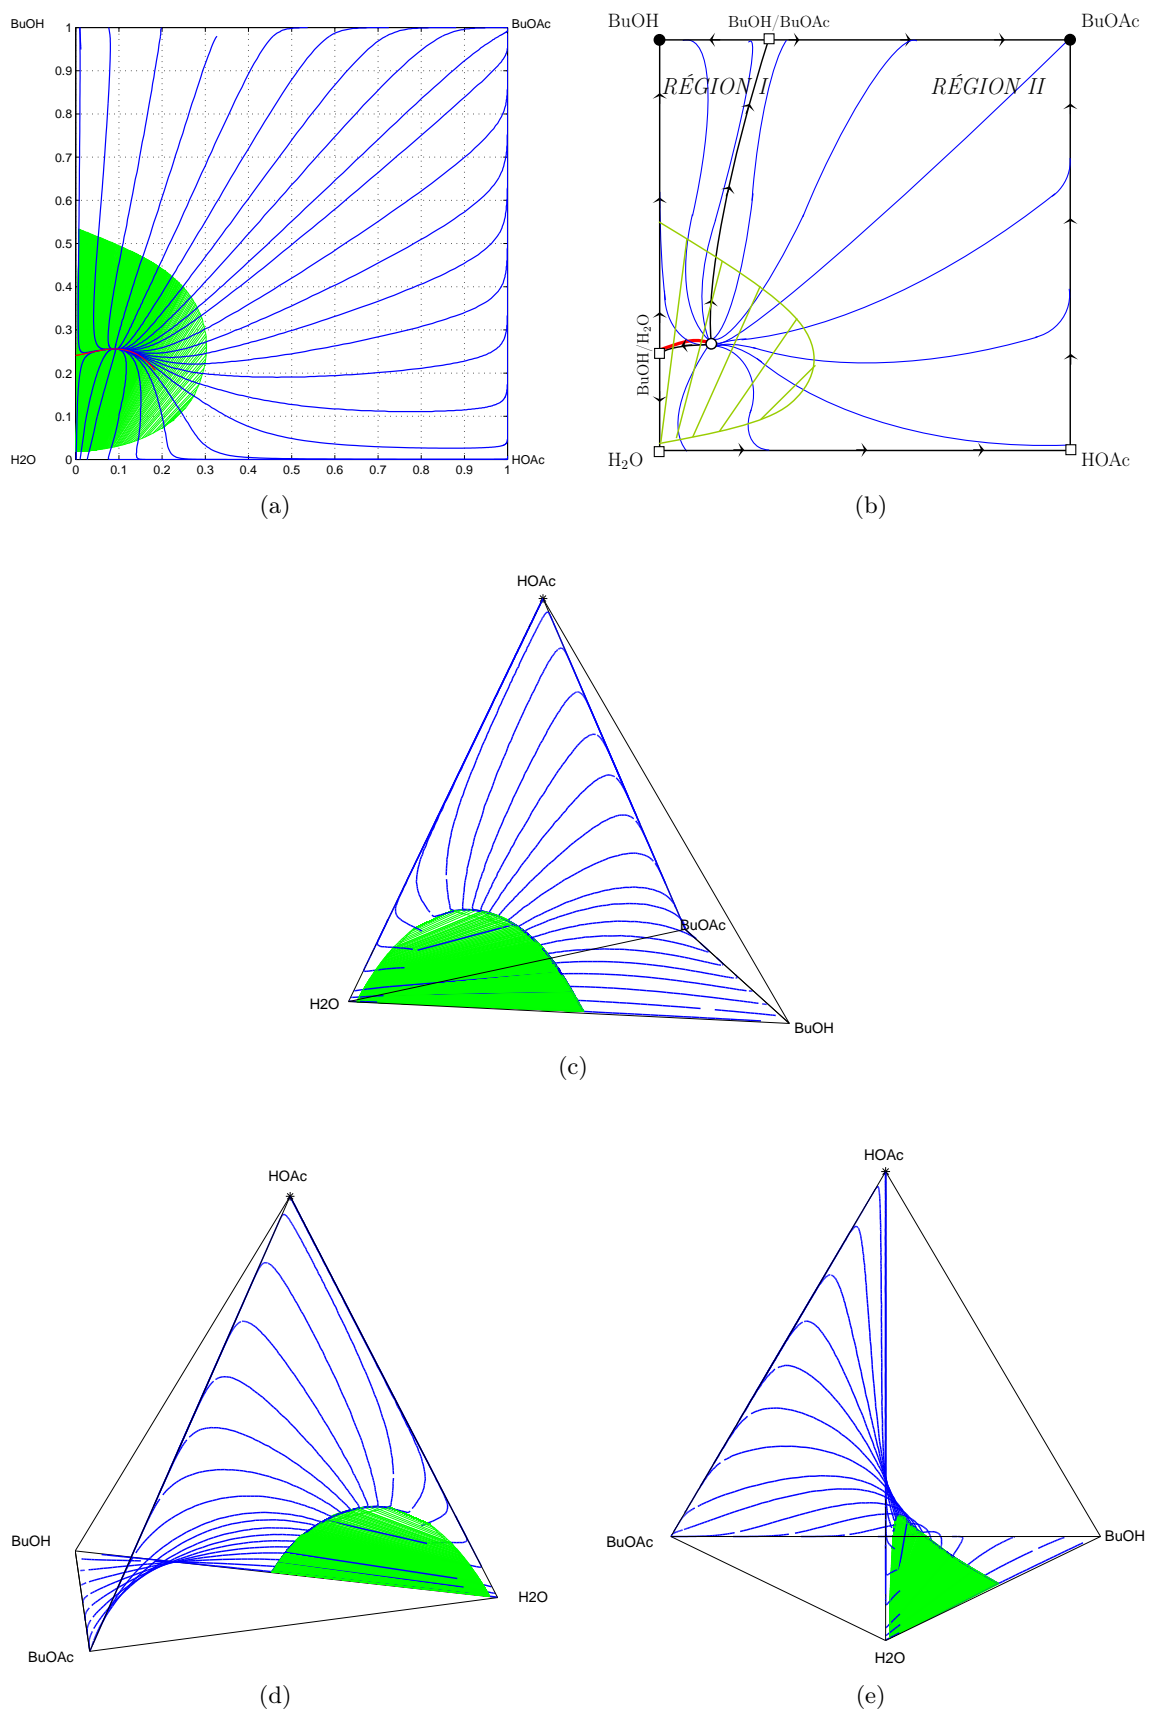 BuOH
BuOAc
1
0.9
0.8
0.7
0.6
0.5
0.4
0.3
0.2
0.1
0
H2O
HOAc
0 0.1 0.2 0.3 0.4 0.5 0.6 0.7 0.8 0.9 1
(a)
BuOH
BuOH/BuOAc
BuOAc
RÉGION I
RÉGION II
BuOH/H₂O
H₂O
HOAc
(b)
HOAc
BuOAc
H2O
BuOH
(c)
HOAc
BuOH
H2O
BuOAc
(d)
HOAc
BuOAc
BuOH
H2O
(e)